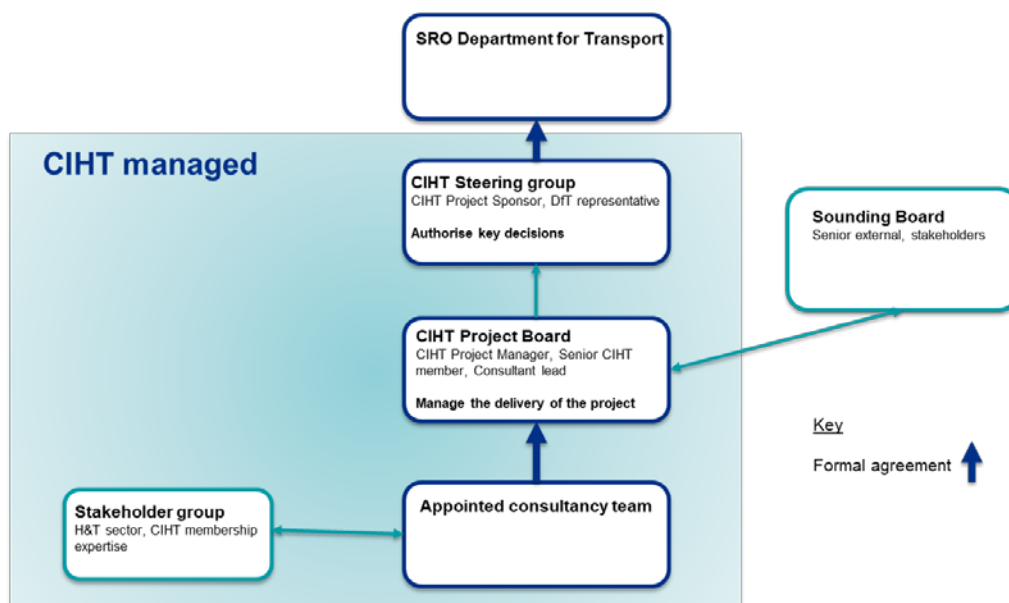 SRO Department for Transport
CIHT managed
CIHT Steering group
CIHT Project Sponsor, DfT representative
Authorise key decisions
Sounding Board
Senior external, stakeholders
CIHT Project Board
CIHT Project Manager, Senior CIHT
member, Consultant lead
Manage the delivery of the project
Key
Formal agreement
Stakeholder group
H&T sector, CIHT membership
expertise
Appointed consultancy team